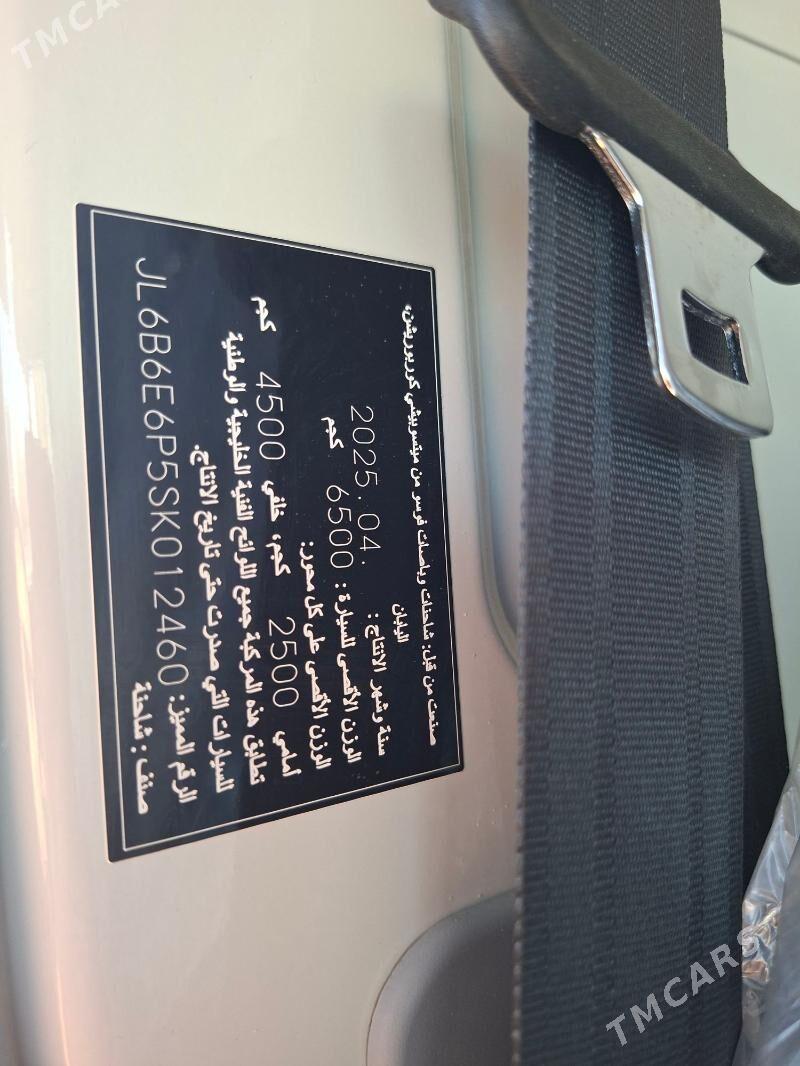 صنعت من قبل: شاحنات وباصات فوسو من ميتسوبيشي كوربوريشن،
اليابان
سنة وشهر الانتاج: 2025.04.
الوزن الأقصى للسيارة: 6500 كجم
الوزن الأقصى على كل محور:
أمامي 2500 كجم، خلفي 4500 كجم
تطابق هذه المركبة جميع اللوائح الفنية الخليجية والوطنية
للسيارات التي صدرت حتى تاريخ الانتاج.
الرقم المميز: JL6B6E6P5SK012460
صنف: شاحنة
TMCARS
TMCARS